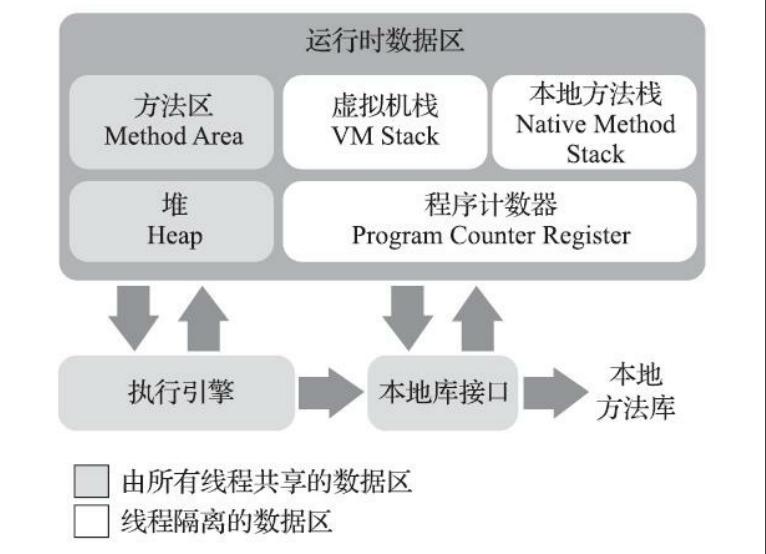 运行时数据区
方法区
Method Area
虚拟机栈
VM Stack
本地方法栈
Native Method
Stack
堆
Heap
程序计数器
Program Counter Register
执行引擎
本地库接口
本地
方法库
由所有线程共享的数据区
线程隔离的数据区